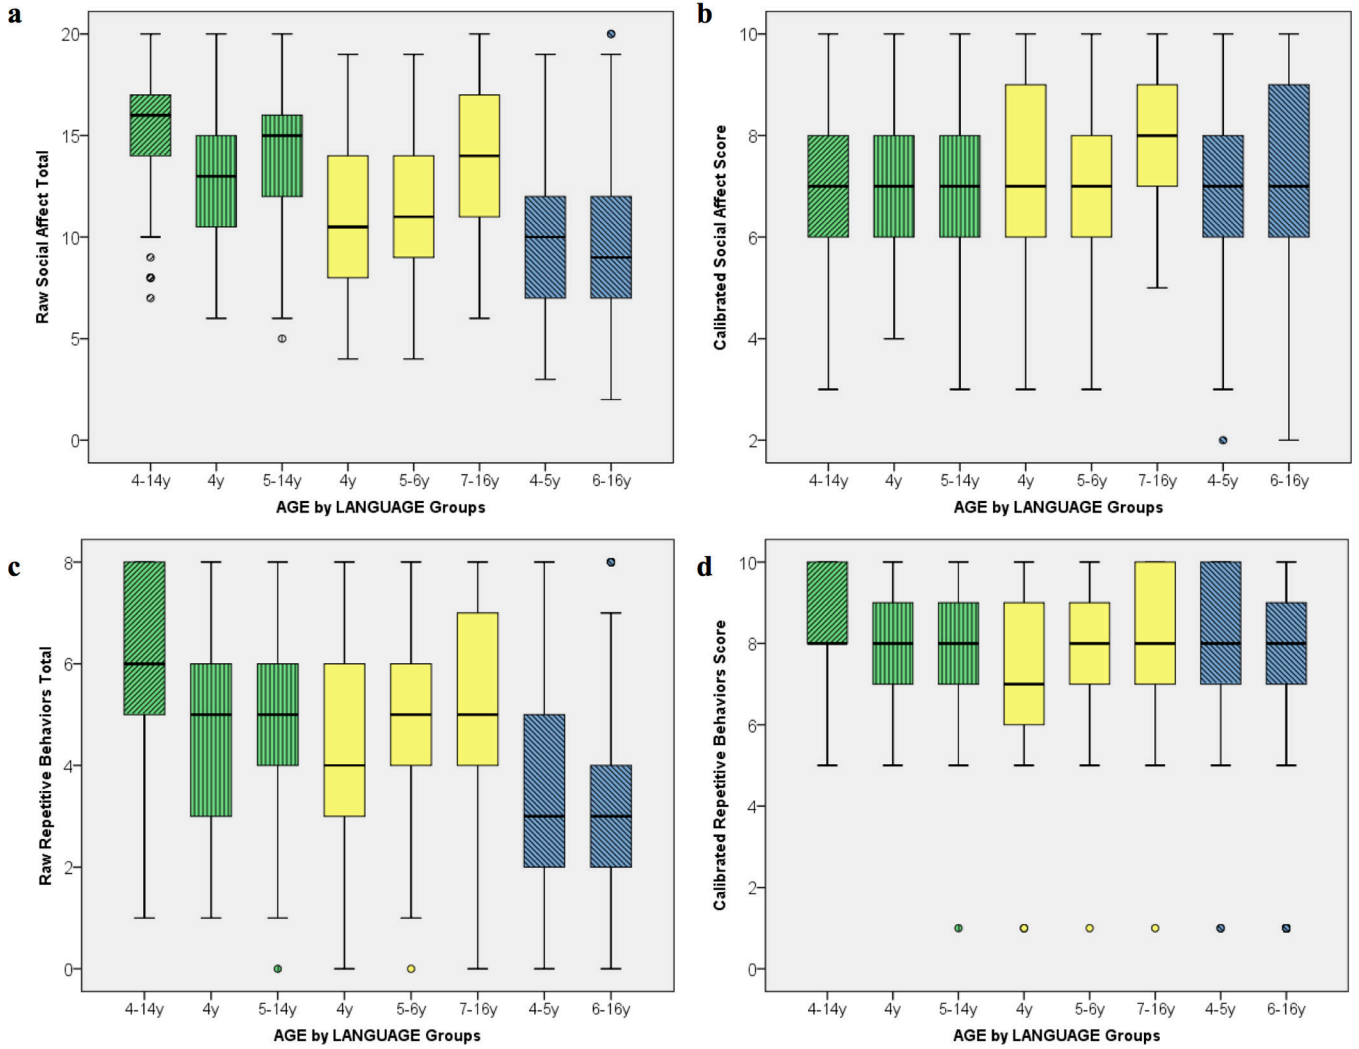 a
Raw Social Affect Total
20
15
10
5
0
4-14y 4y 5-14y 4y 5-6y 7-16y 4-5y 6-16y
AGE by LANGUAGE Groups
b
Calibrated Social Affect Score
10
8
6
4
2
4-14y 4y 5-14y 4y 5-6y 7-16y 4-5y 6-16y
AGE by LANGUAGE Groups
c
Raw Repetitive Behaviors Total
8
6
4
2
0
4-14y 4y 5-14y 4y 5-6y 7-16y 4-5y 6-16y
AGE by LANGUAGE Groups
d
Calibrated Repetitive Behaviors Score
10
8
6
4
2
0
4-14y 4y 5-14y 4y 5-6y 7-16y 4-5y 6-16y
AGE by LANGUAGE Groups